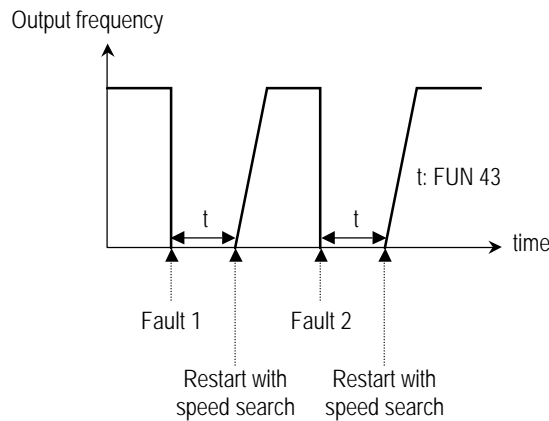 Output frequency
t: FUN 43
t
t
time
Fault 1
Fault 2
Restart with
speed search
Restart with
speed search